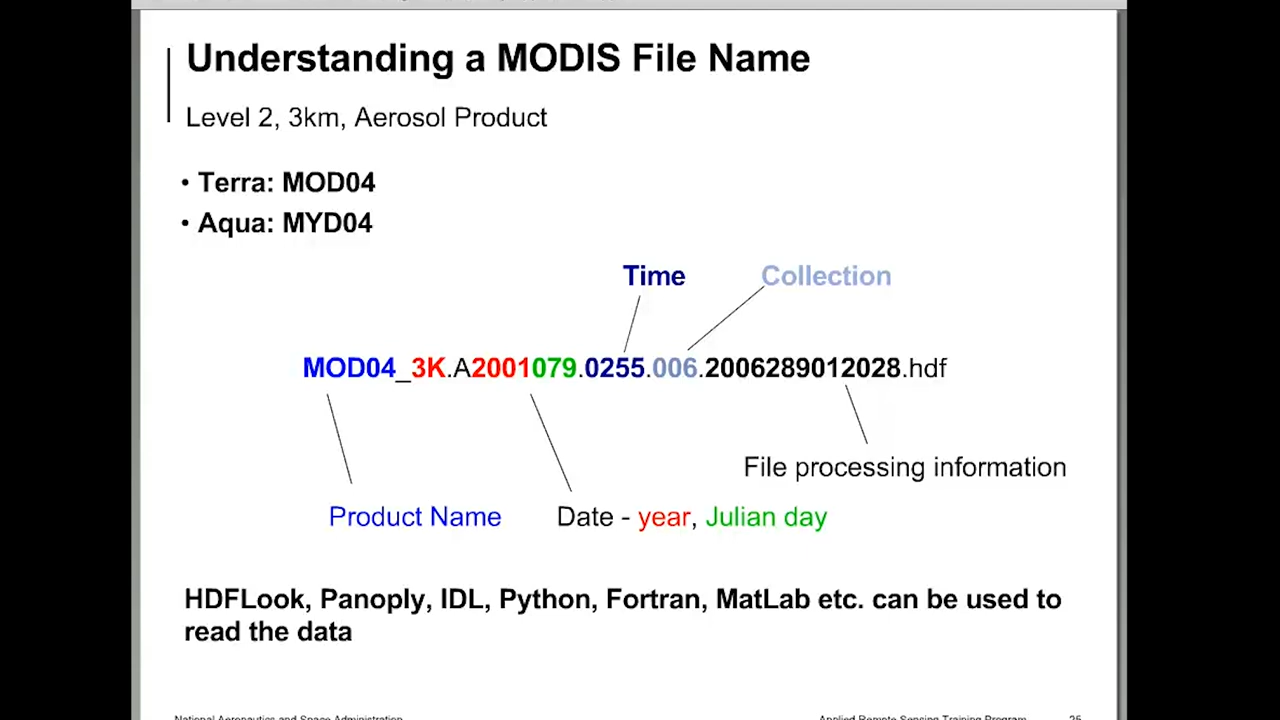 Understanding a MODIS File Name
Level 2, 3km, Aerosol Product
• Terra: MOD04
• Aqua: MYD04
Time
Collection
MOD04_3K.A2001079.0255.006.2006289012028.hdf
File processing information
Product Name
Date - year, Julian day
HDFLook, Panoply, IDL, Python, Fortran, MatLab etc. can be used to
read the data
National Aeronautics and Space Administration
Applied Remote Sensing Training Program